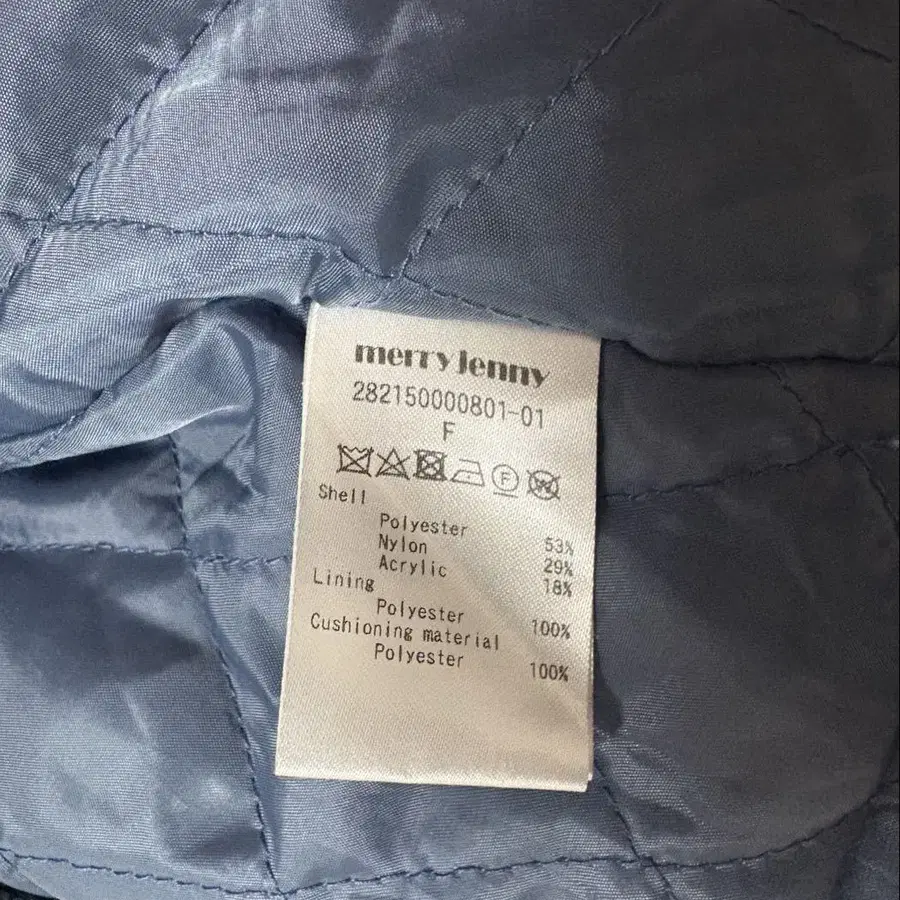 merry jenny
282150000801-01
F
F W
Shell
Polyester 53%
Nylon 29%
Acrylic 18%
Lining
Polyester 100%
Cushioning material
Polyester 100%